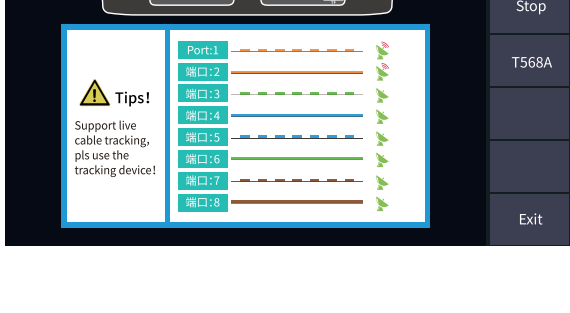 Stop
T568A
Exit
Tips!
Support live
cable tracking,
pls use the
tracking device!
Port:1
端口:2
端口:3
端口:4
端口:5
端口:6
端口:7
端口:8